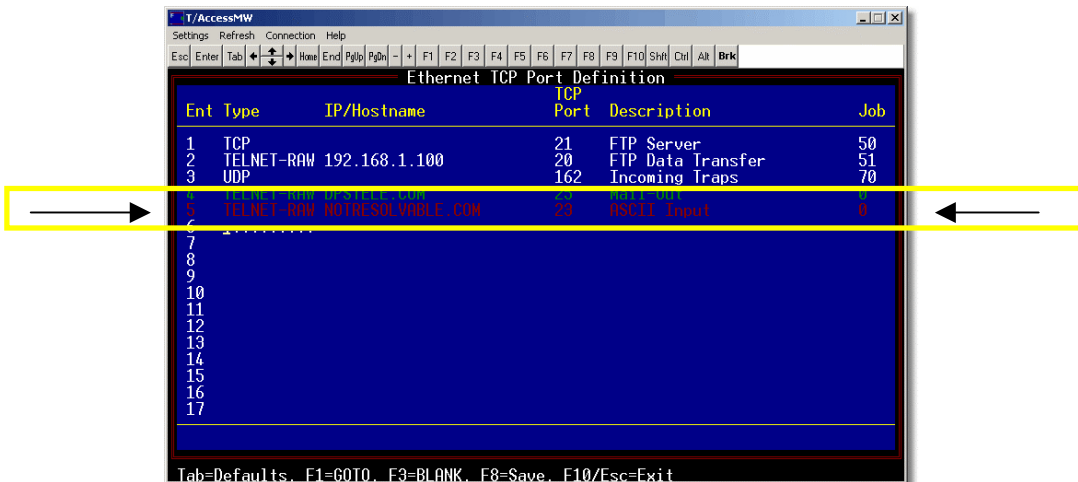 T/AccessMW
Settings Refresh Connection Help
Esc Enter Tab Home End PgUp PgDn - + F1 F2 F3 F4 F5 F6 F7 F8 F9 F10 Shft Ctrl Alt Brk
Ethernet TCP Port Definition
TCP
Ent Type IP/Hostname Port Description Job
1 TCP 21 FTP Server 50
2 TELNET-RAW 192.168.1.100 20 FTP Data Transfer 51
3 UDP 162 Incoming Traps 70
4 TELNET-RAW DPSTELE.COM 25 Mail-Out 0
5 TELNET-RAW NOTRESOLVABLE.COM 23 ASCII Input 0
6
7
8
9
10
11
12
13
14
15
16
17
Tab=Defaults, F1=GOTO, F3=BLANK, F8=Save, F10/Esc=Exit